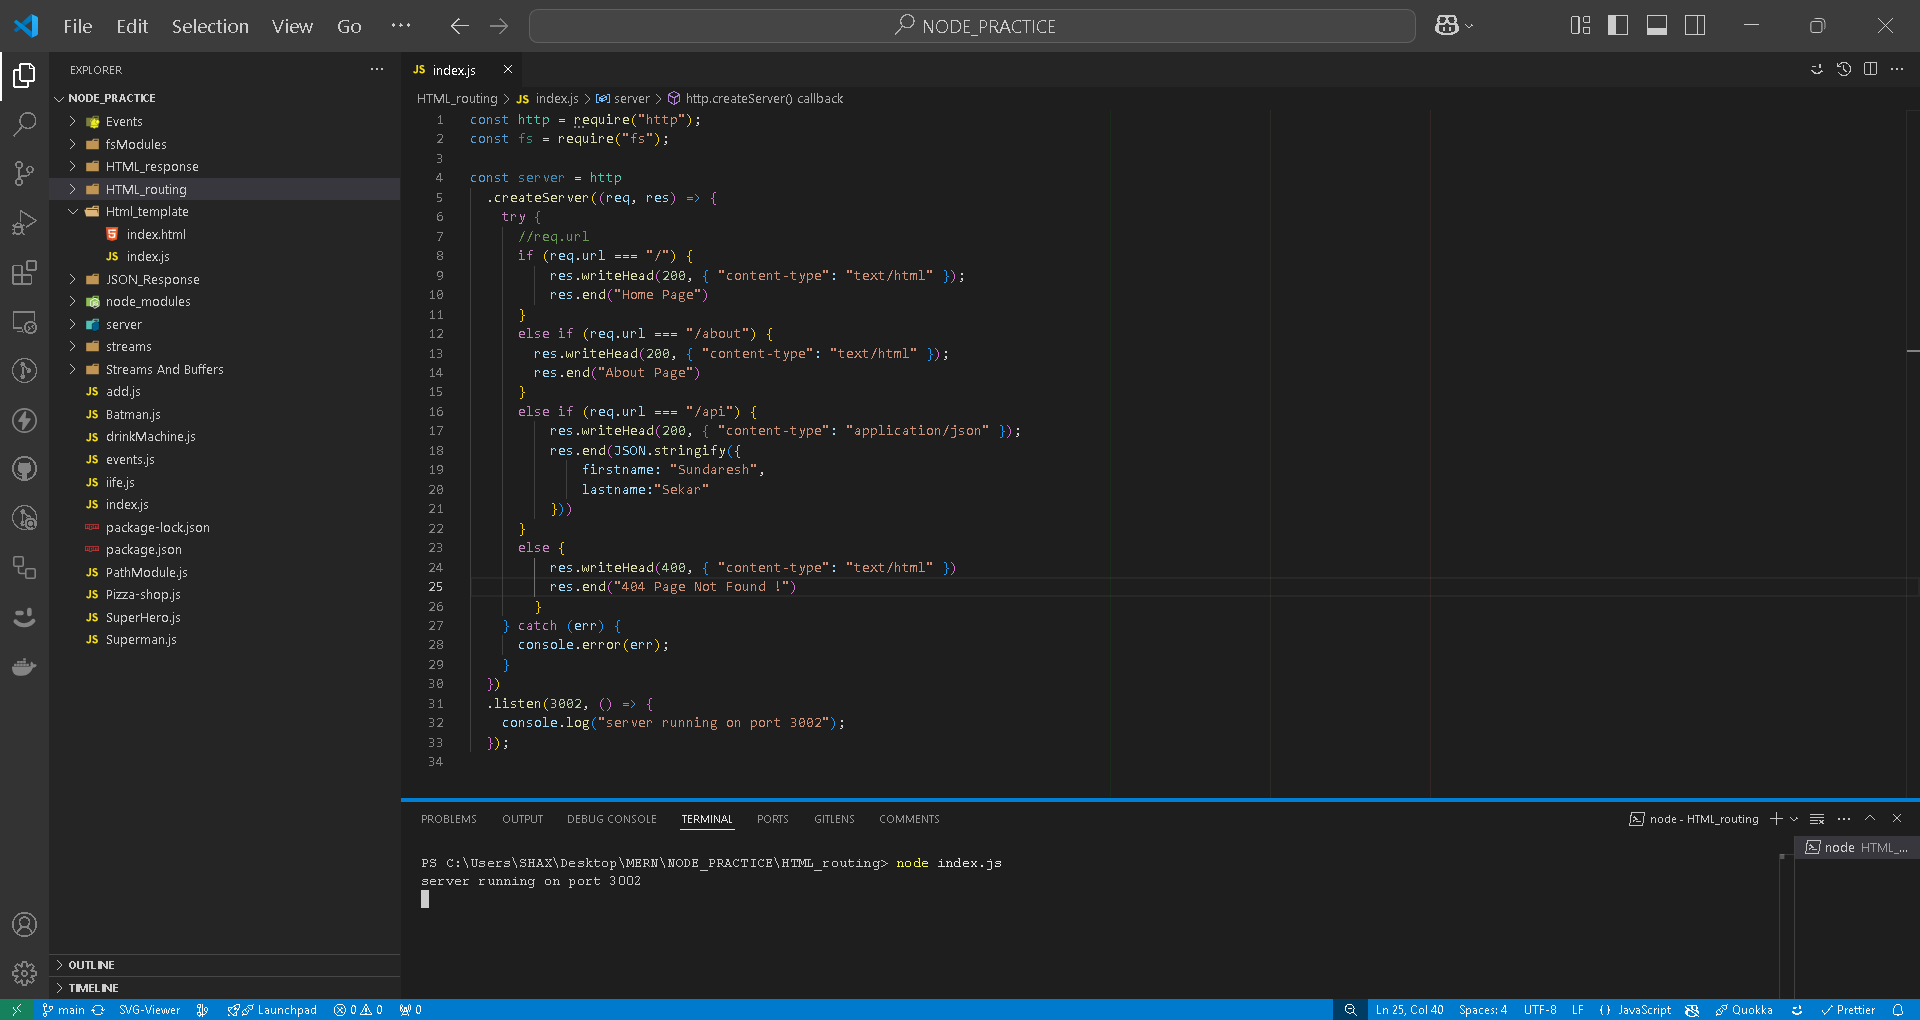 File Edit Selection View Go ··· NODE_PRACTICE
EXPLORER ···
NODE_PRACTICE
Events
fsModules
HTML_response
HTML_routing
Html_template
index.html
JS index.js
JSON_Response
node_modules
server
streams
Streams And Buffers
JS add.js
JS Batman.js
JS drinkMachine.js
JS events.js
JS iife.js
JS index.js
package-lock.json
package.json
JS PathModule.js
JS Pizza-shop.js
JS SuperHero.js
JS Superman.js
OUTLINE
TIMELINE
JS index.js
HTML_routing > JS index.js > server > http.createServer() callback
1 const http = require("http");
2 const fs = require("fs");
3
4 const server = http
5 .createServer((req, res) => {
6 try {
7 //req.url
8 if (req.url === "/") {
9 res.writeHead(200, { "content-type": "text/html" });
10 res.end("Home Page")
11 }
12 else if (req.url === "/about") {
13 res.writeHead(200, { "content-type": "text/html" });
14 res.end("About Page")
15 }
16 else if (req.url === "/api") {
17 res.writeHead(200, { "content-type": "application/json" });
18 res.end(JSON.stringify({
19 firstname: "Sundaresh",
20 lastname:"Sekar"
21 }))
22 }
23 else {
24 res.writeHead(400, { "content-type": "text/html" })
25 res.end("404 Page Not Found !")
26 }
27 } catch (err) {
28 console.error(err);
29 }
30 })
31 .listen(3002, () => {
32 console.log("server running on port 3002");
33 });
34
PROBLEMS OUTPUT DEBUG CONSOLE TERMINAL PORTS GITLENS COMMENTS node - HTML_routing
node HTML_...
PS C:\Users\SHAX\Desktop\MERN\NODE_PRACTICE\HTML_routing> node index.js
server running on port 3002
main SVG-Viewer Launchpad 0 0 0 Ln 25, Col 40 Spaces: 4 UTF-8 LF {} JavaScript Quokka Prettier